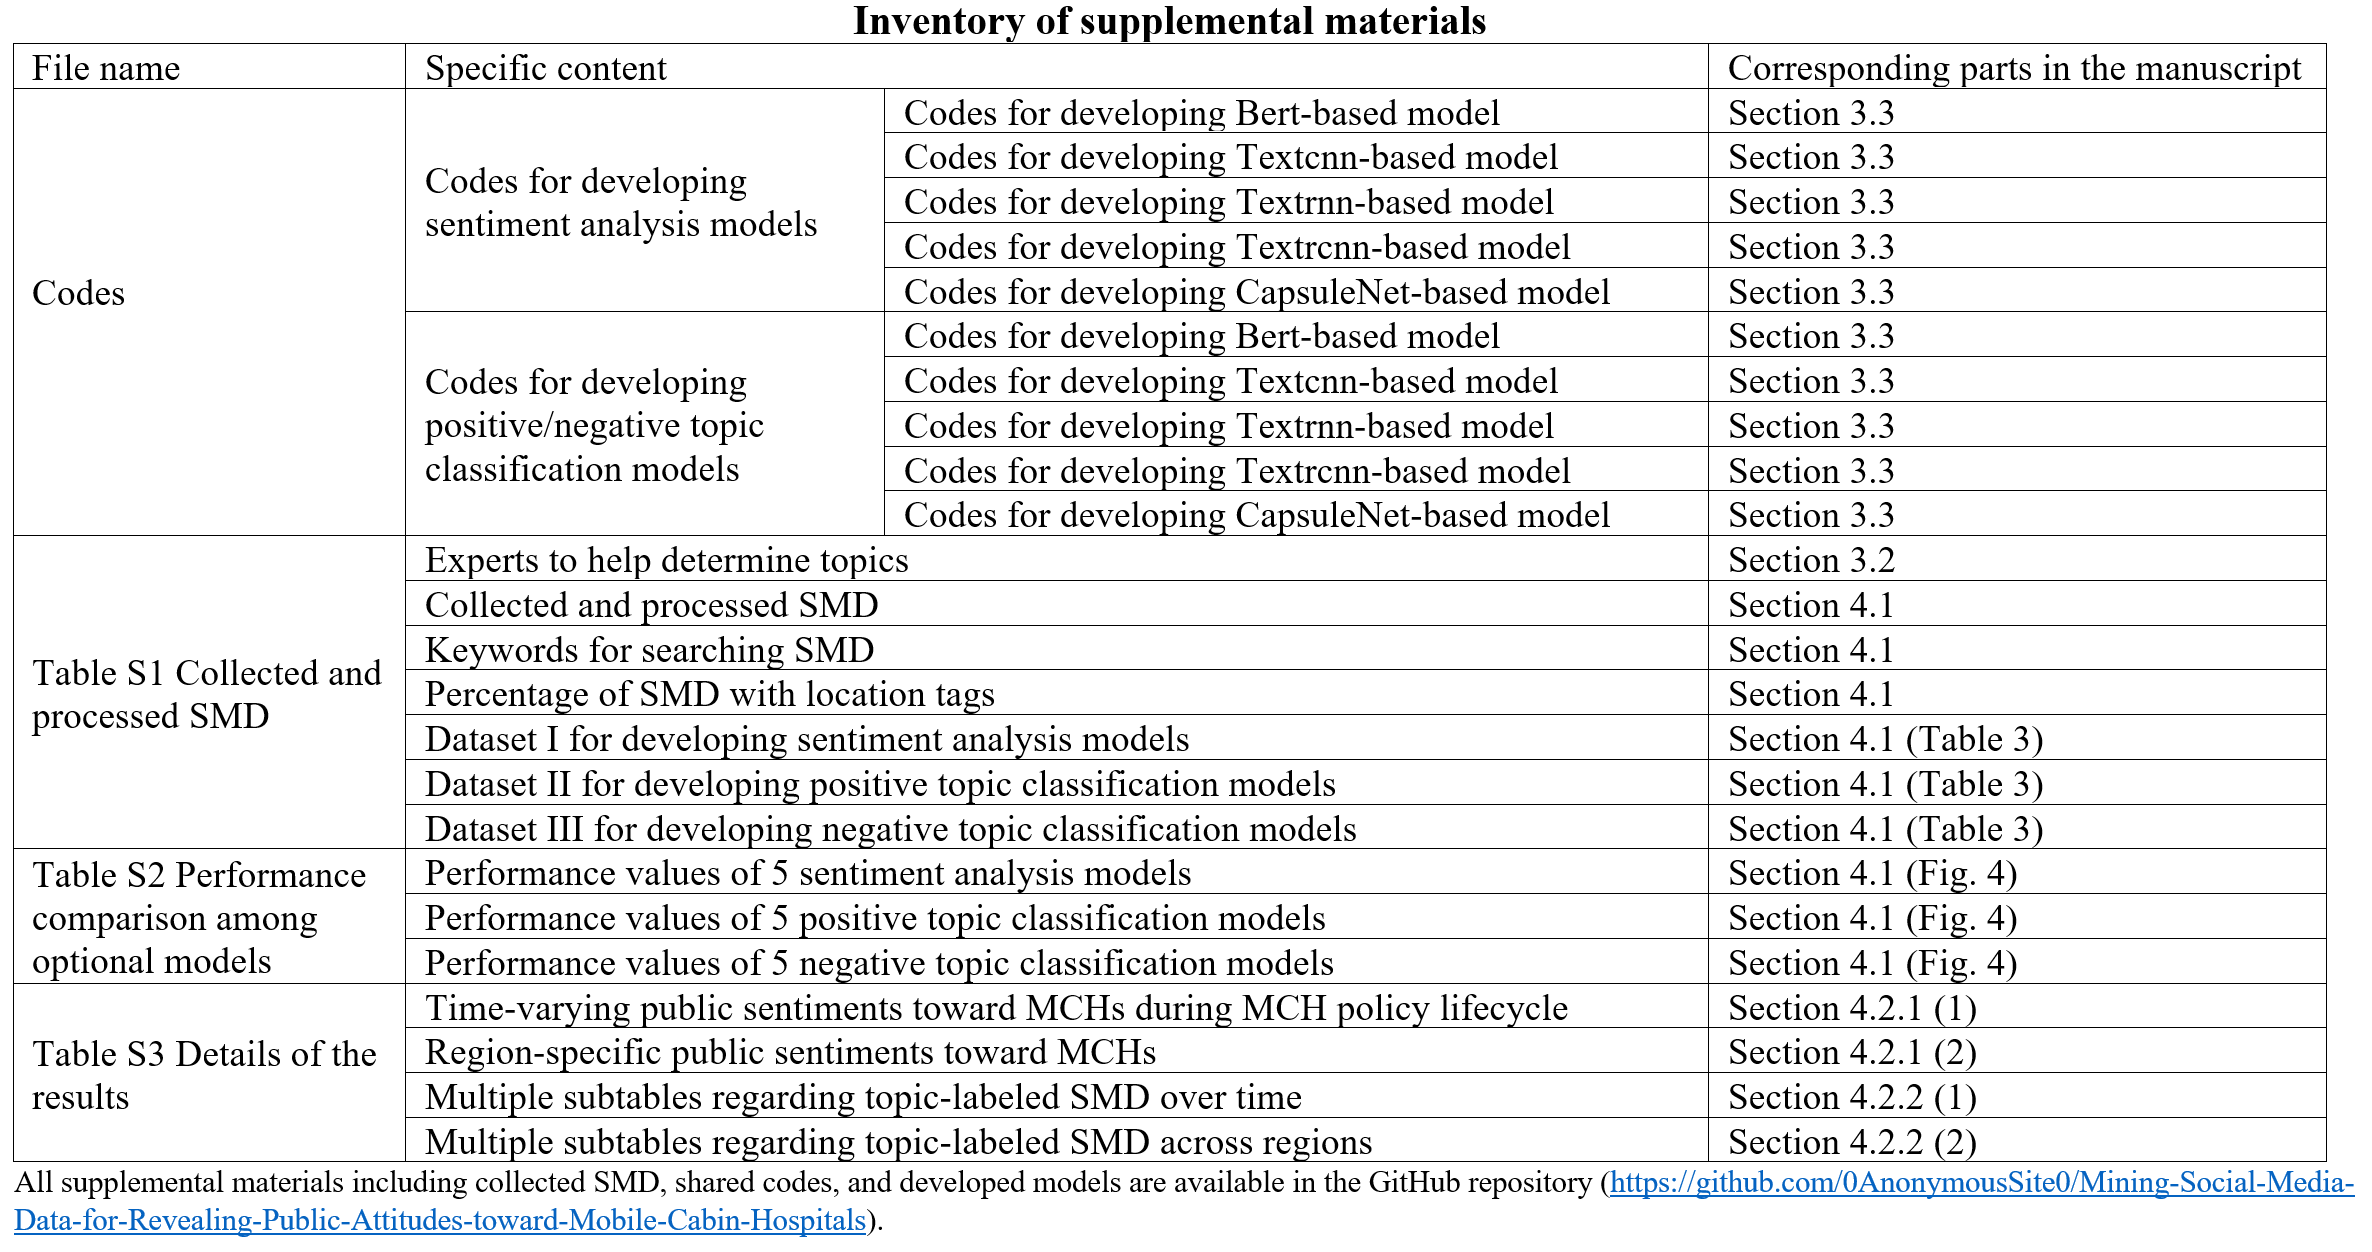 Inventory of supplemental materials
File name
Specific content
Corresponding parts in the manuscript
Codes
Codes for developing
sentiment analysis models
Codes for developing Bert-based model
Section 3.3
Codes for developing Textcnn-based model
Section 3.3
Codes for developing Textrnn-based model
Section 3.3
Codes for developing Textrcnn-based model
Section 3.3
Codes for developing CapsuleNet-based model
Section 3.3
Codes for developing
positive/negative topic
classification models
Codes for developing Bert-based model
Section 3.3
Codes for developing Textcnn-based model
Section 3.3
Codes for developing Textrnn-based model
Section 3.3
Codes for developing Textrcnn-based model
Section 3.3
Codes for developing CapsuleNet-based model
Section 3.3
Table S1 Collected and
processed SMD
Experts to help determine topics
Section 3.2
Collected and processed SMD
Section 4.1
Keywords for searching SMD
Section 4.1
Percentage of SMD with location tags
Section 4.1
Dataset I for developing sentiment analysis models
Section 4.1 (Table 3)
Dataset II for developing positive topic classification models
Section 4.1 (Table 3)
Dataset III for developing negative topic classification models
Section 4.1 (Table 3)
Table S2 Performance
comparison among
optional models
Performance values of 5 sentiment analysis models
Section 4.1 (Fig. 4)
Performance values of 5 positive topic classification models
Section 4.1 (Fig. 4)
Performance values of 5 negative topic classification models
Section 4.1 (Fig. 4)
Table S3 Details of the
results
Time-varying public sentiments toward MCHs during MCH policy lifecycle
Section 4.2.1 (1)
Region-specific public sentiments toward MCHs
Section 4.2.1 (2)
Multiple subtables regarding topic-labeled SMD over time
Section 4.2.2 (1)
Multiple subtables regarding topic-labeled SMD across regions
Section 4.2.2 (2)
All supplemental materials including collected SMD, shared codes, and developed models are available in the GitHub repository (https://github.com/0AnonymousSite0/Mining-Social-Media-
Data-for-Revealing-Public-Attitudes-toward-Mobile-Cabin-Hospitals).